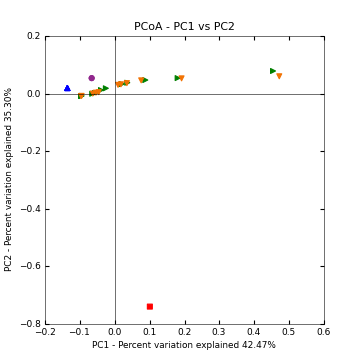 PCoA - PC1 vs PC2
0.2
0.0
−0.2
−0.4
−0.6
−0.8
−0.2 −0.1 0.0 0.1 0.2 0.3 0.4 0.5 0.6
PC2 - Percent variation explained 35.30%
PC1 - Percent variation explained 42.47%